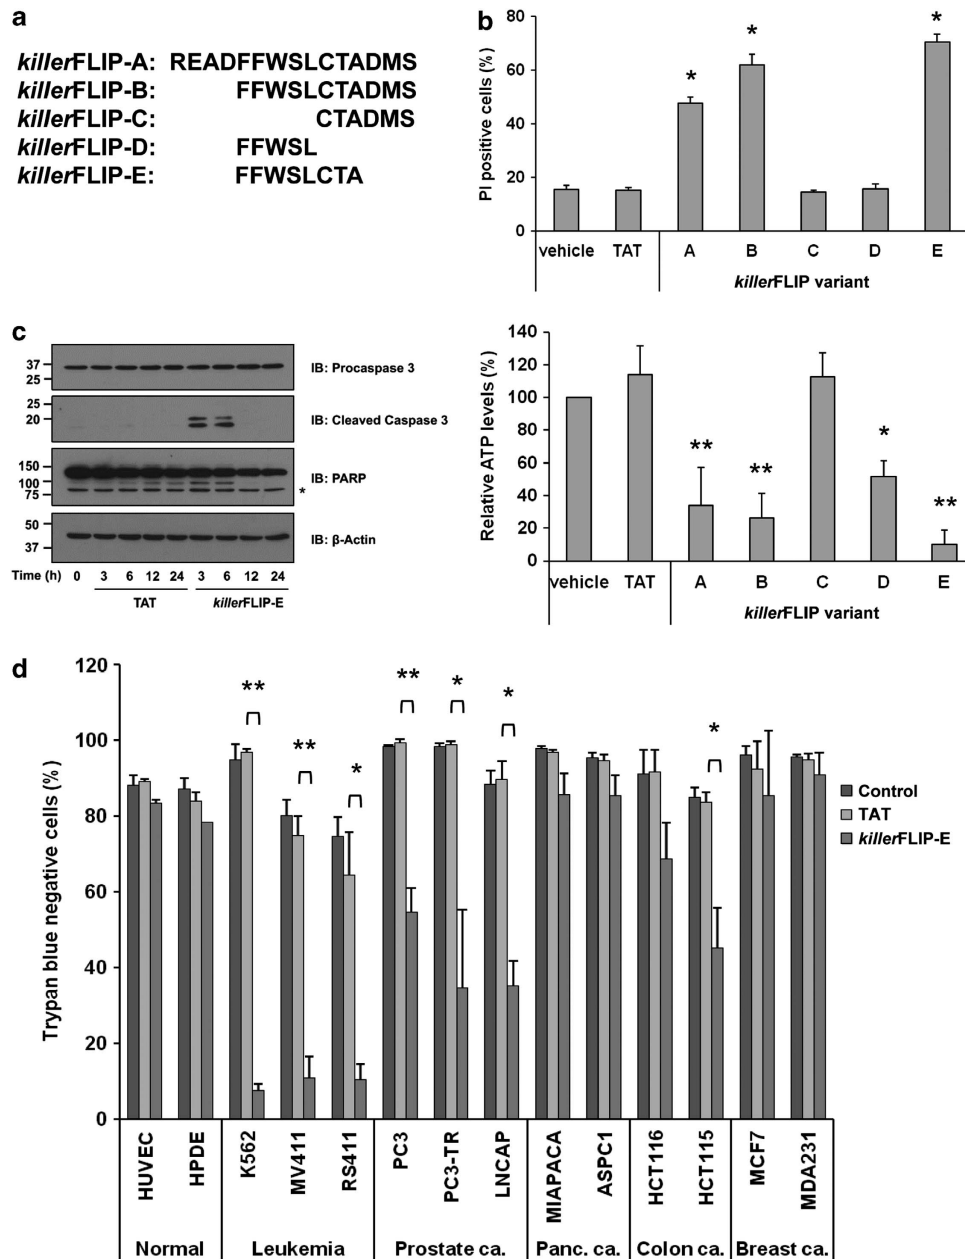 a
killerFLIP-A: READFFWSLCTADMS
killerFLIP-B: FFWSLCTADMS
killerFLIP-C: CTADMS
killerFLIP-D: FFWSL
killerFLIP-E: FFWSLCTA
b
PI positive cells (%)
80
60
40
20
0
* * *
vehicle TAT A B C D E
killerFLIP variant
c
37
25
IB: Procaspase 3
25
20
IB: Cleaved Caspase 3
150
100
75
IB: PARP
*
50
37
IB: β-Actin
Time (h) 0 3 6 12 24 3 6 12 24
TAT killerFLIP-E
Relative ATP levels (%)
140
120
100
80
60
40
20
0
** ** * **
vehicle TAT A B C D E
killerFLIP variant
d
Trypan blue negative cells (%)
120
100
80
60
40
20
0
** ** * ** * * *
Control
TAT
killerFLIP-E
HUVEC HPDE K562 MV411 RS411 PC3 PC3-TR LNCAP MIAPACA ASPC1 HCT116 HCT115 MCF7 MDA231
Normal Leukemia Prostate ca. Panc. ca. Colon ca. Breast ca.